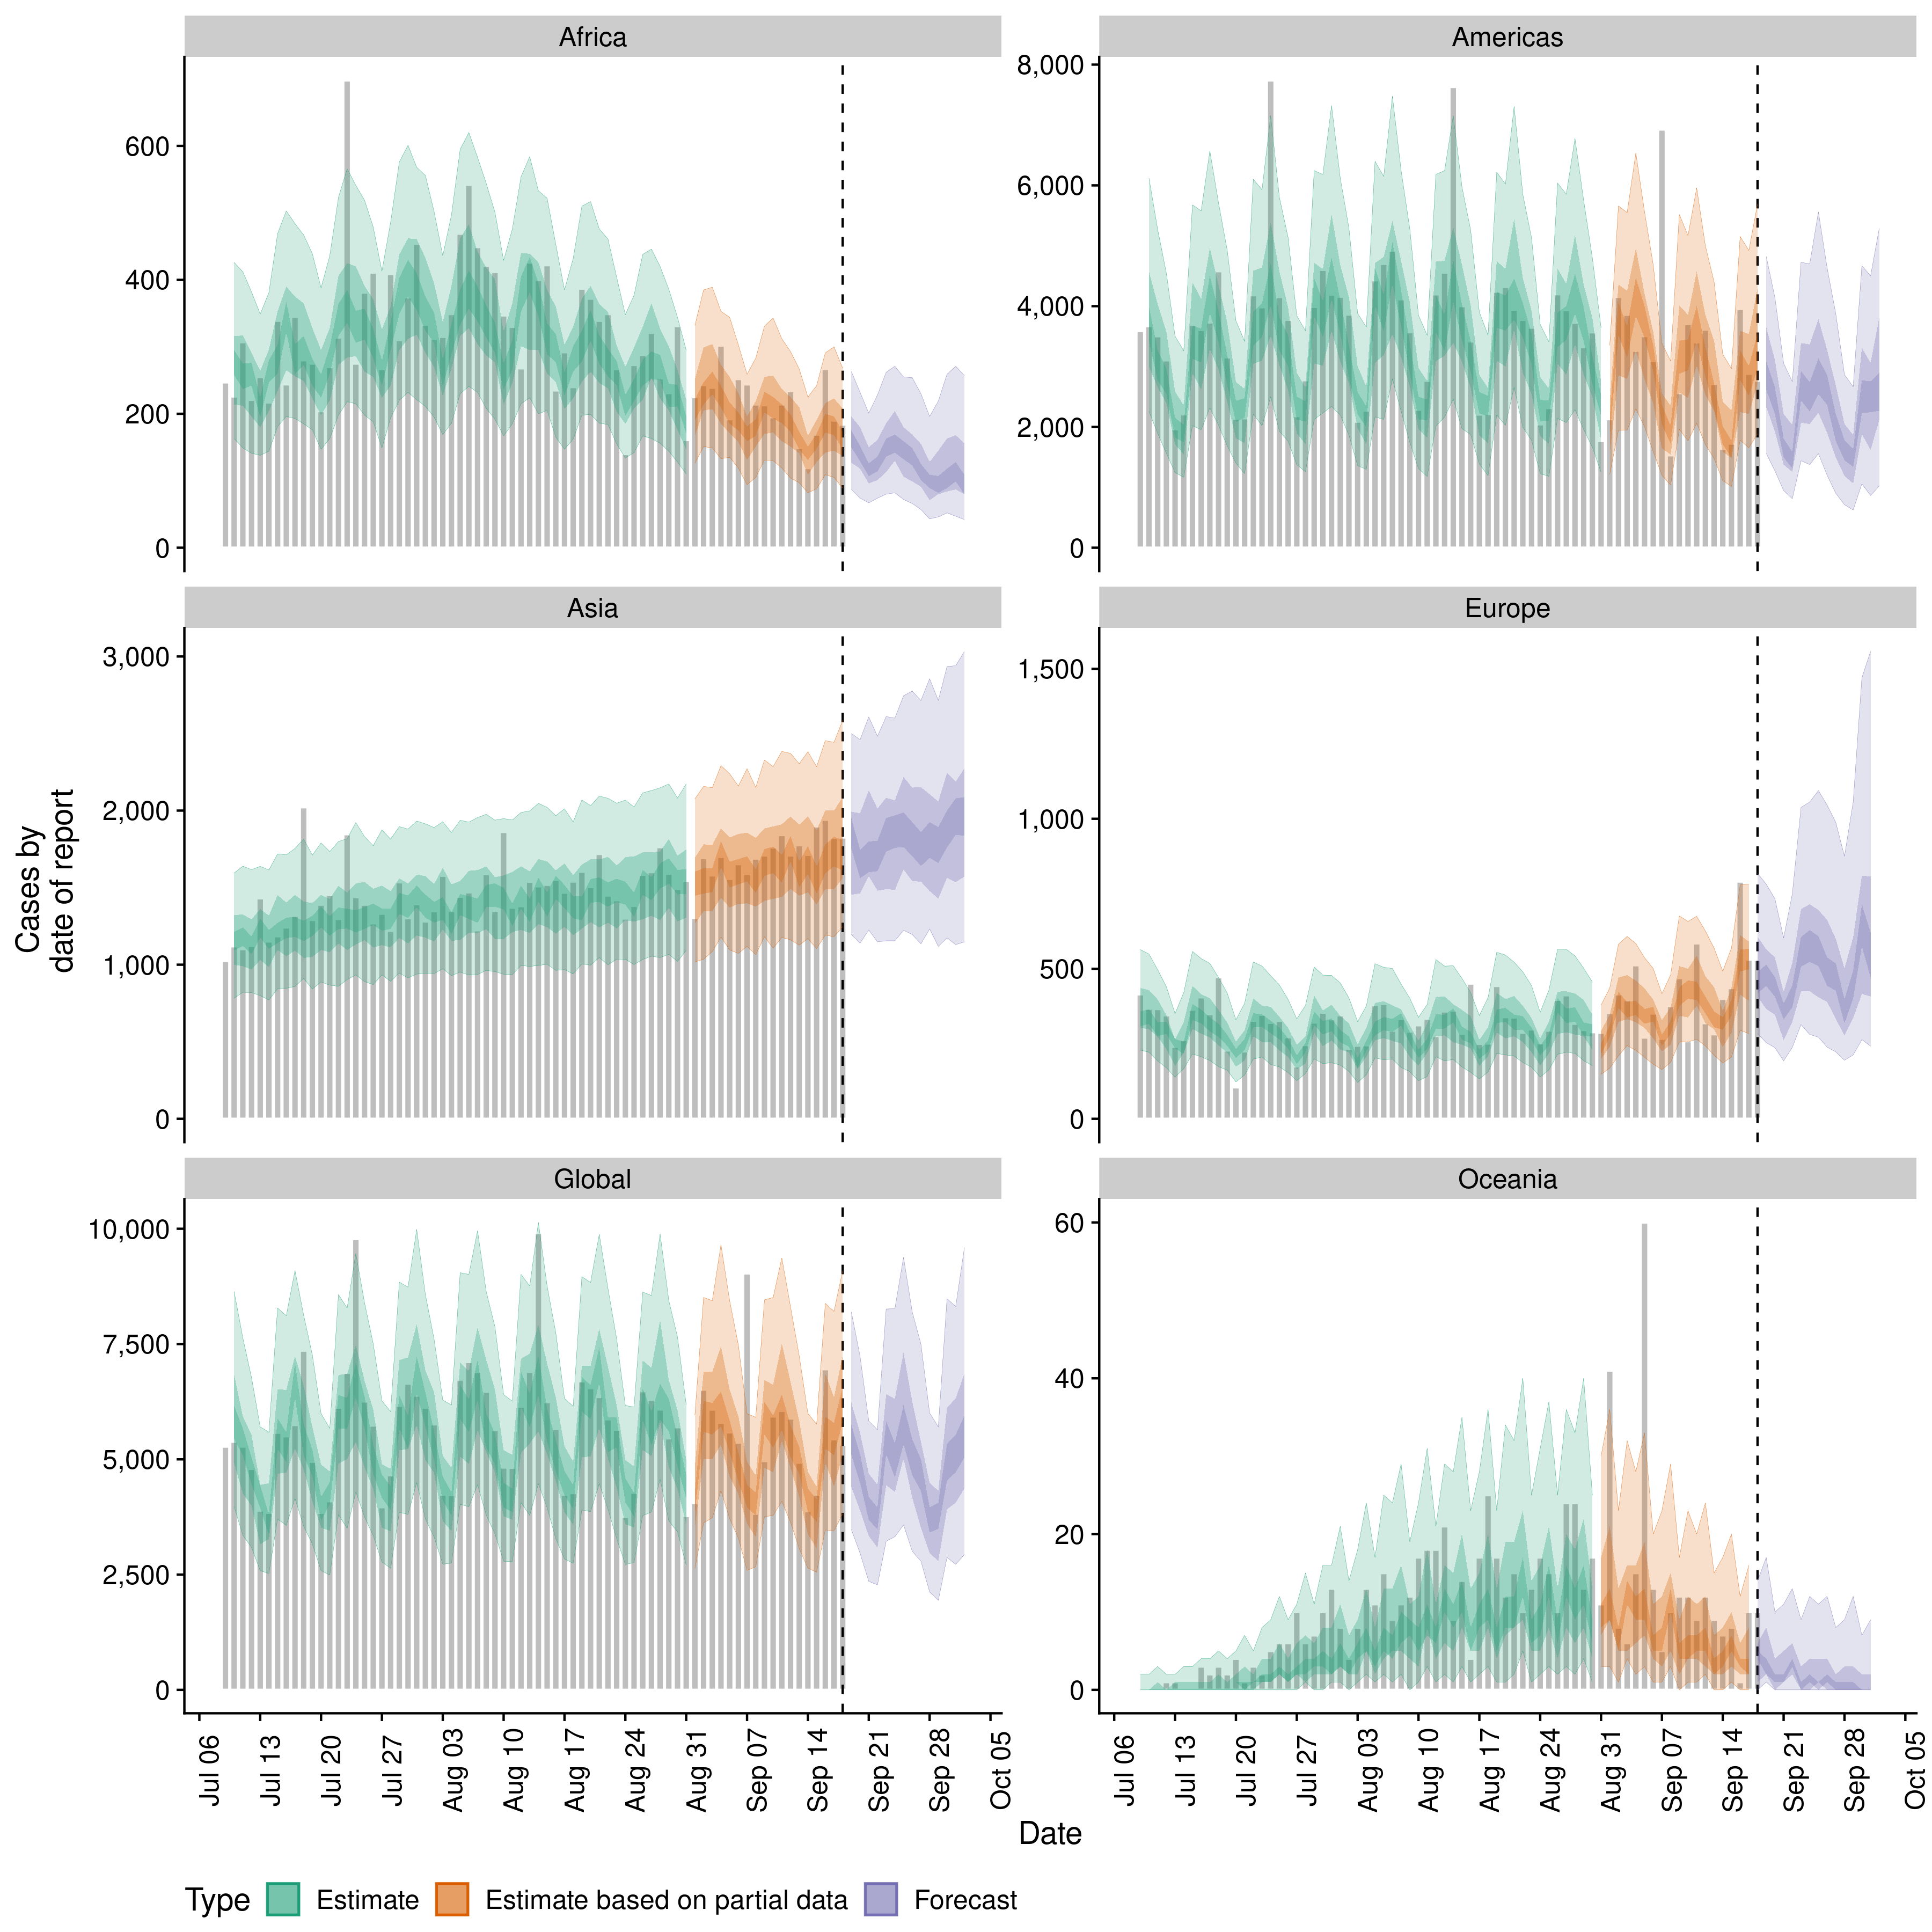 Africa
Americas
600
400
200
0
8,000
6,000
4,000
2,000
0
Asia
Europe
3,000
2,000
1,000
0
1,500
1,000
500
0
Global
Oceania
10,000
7,500
5,000
2,500
0
60
40
20
0
Cases by
date of report
Jul 06
Jul 13
Jul 20
Jul 27
Aug 03
Aug 10
Aug 17
Aug 24
Aug 31
Sep 07
Sep 14
Sep 21
Sep 28
Oct 05
Jul 06
Jul 13
Jul 20
Jul 27
Aug 03
Aug 10
Aug 17
Aug 24
Aug 31
Sep 07
Sep 14
Sep 21
Sep 28
Oct 05
Date
Type Estimate Estimate based on partial data Forecast